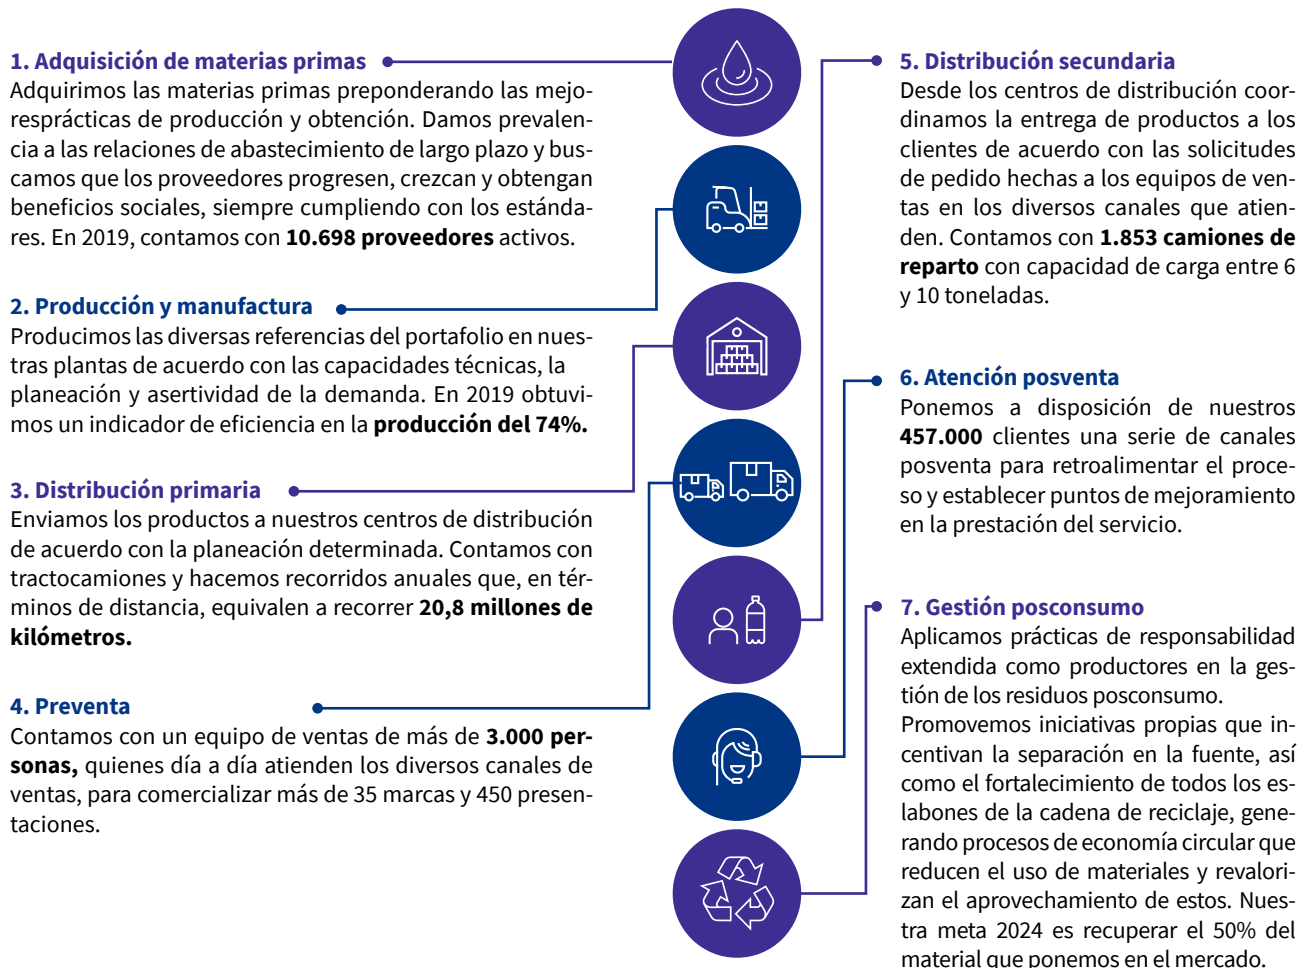 1. Adquisición de materias primas
Adquirimos las materias primas preponderando las mejo-
resprácticas de producción y obtención. Damos prevalen-
cia a las relaciones de abastecimiento de largo plazo y bus-
camos que los proveedores progresen, crezcan y obtengan
beneficios sociales, siempre cumpliendo con los estánda-
res. En 2019, contamos con 10.698 proveedores activos.
2. Producción y manufactura
Producimos las diversas referencias del portafolio en nues-
tras plantas de acuerdo con las capacidades técnicas, la
planeación y asertividad de la demanda. En 2019 obtuvi-
mos un indicador de eficiencia en la producción del 74%.
3. Distribución primaria
Enviamos los productos a nuestros centros de distribución
de acuerdo con la planeación determinada. Contamos con
tractocamiones y hacemos recorridos anuales que, en tér-
minos de distancia, equivalen a recorrer 20,8 millones de
kilómetros.
4. Preventa
Contamos con un equipo de ventas de más de 3.000 per-
sonas, quienes día a día atienden los diversos canales de
ventas, para comercializar más de 35 marcas y 450 presen-
taciones.
5. Distribución secundaria
Desde los centros de distribución coor-
dinamos la entrega de productos a los
clientes de acuerdo con las solicitudes
de pedido hechas a los equipos de ven-
tas en los diversos canales que atien-
den. Contamos con 1.853 camiones de
reparto con capacidad de carga entre 6
y 10 toneladas.
6. Atención posventa
Ponemos a disposición de nuestros
457.000 clientes una serie de canales
posventa para retroalimentar el proce-
so y establecer puntos de mejoramiento
en la prestación del servicio.
7. Gestión posconsumo
Aplicamos prácticas de responsabilidad
extendida como productores en la ges-
tión de los residuos posconsumo.
Promovemos iniciativas propias que in-
centivan la separación en la fuente, así
como el fortalecimiento de todos los es-
labones de la cadena de reciclaje, gene-
rando procesos de economía circular que
reducen el uso de materiales y revalori-
zan el aprovechamiento de estos. Nues-
tra meta 2024 es recuperar el 50% del
material que ponemos en el mercado.